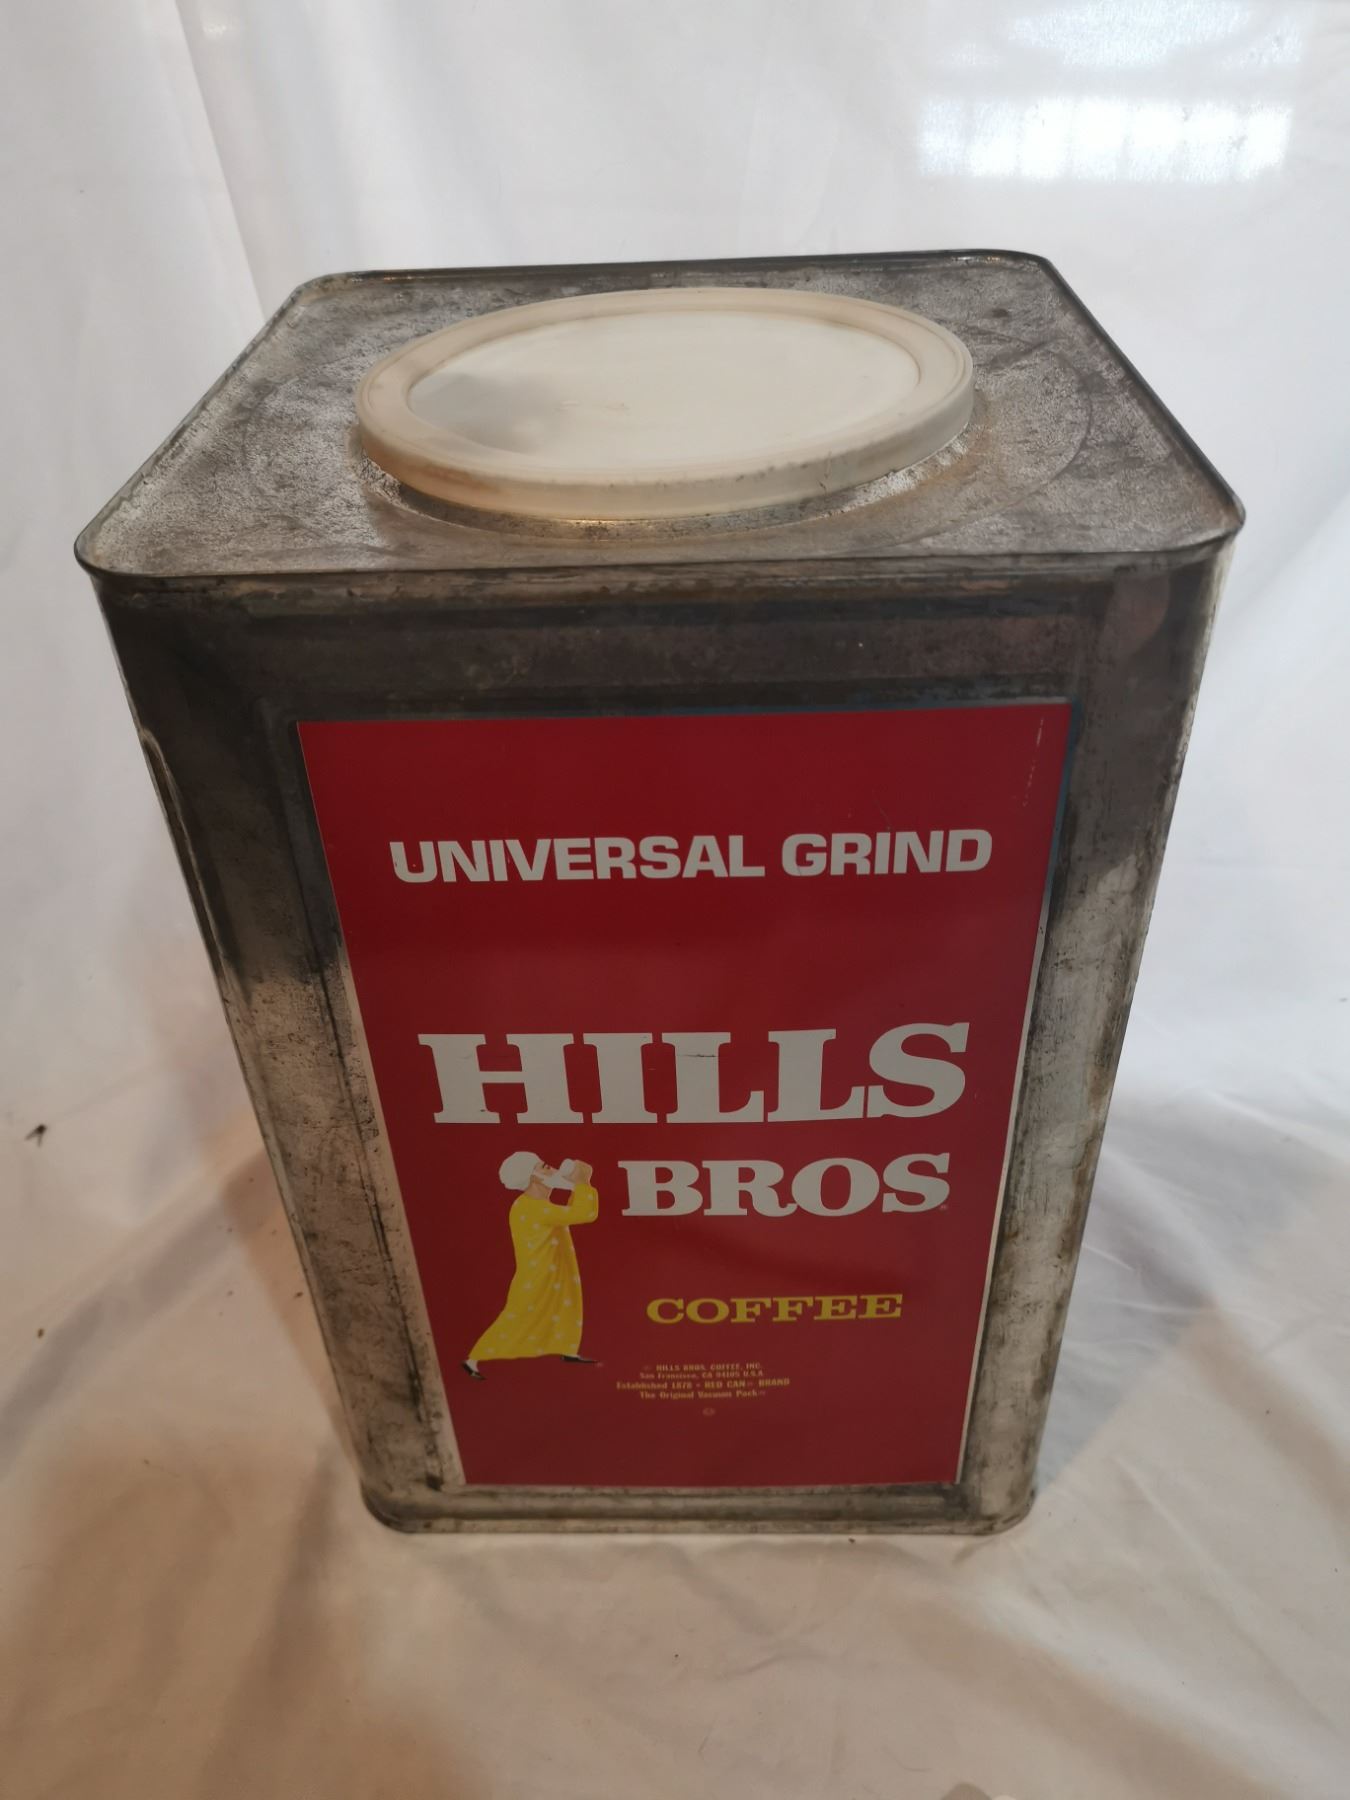 UNIVERSAL GRIND
HILLS
BROS
COFFEE
HILLS BROS. COFFEE, INC.
San Francisco, CA 94105 U.S.A.
Established 1878 • RED CAN BRAND
The Original Vacuum Pack